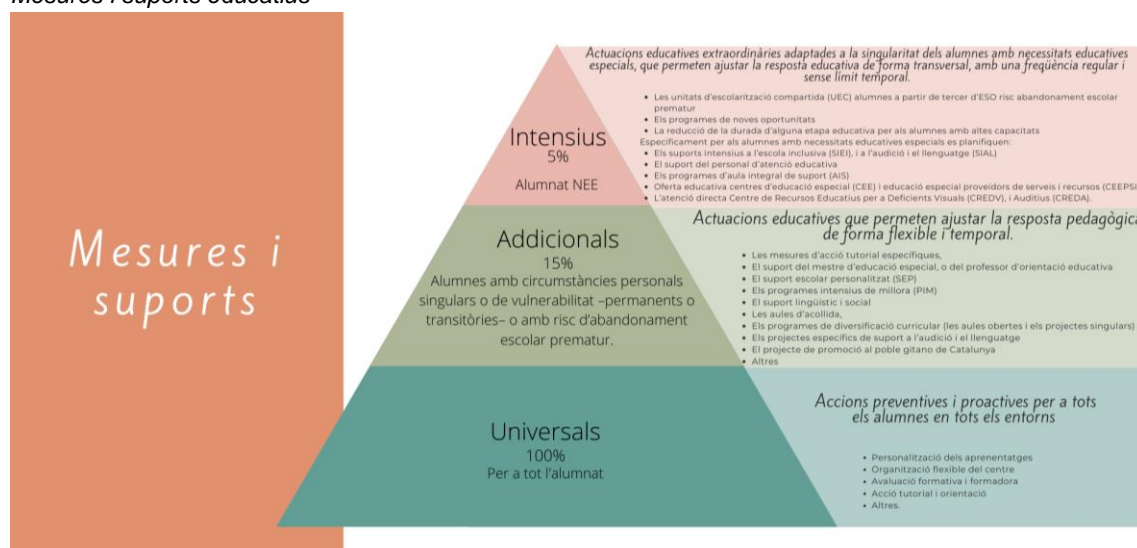 Mesures i suports educatius
Mesures i
suports
Intensius
5%
Alumnat NEE
Actuacions educatives extraordinàries adaptades a la singularitat dels alumnes amb necessitats educatives
especials, que permeten ajustar la resposta educativa de forma transversal, amb una freqüència regular i
sense límit temporal.
• Les unitats d'escolarització compartida (UEC) alumnes a partir de tercer d'ESO risc abandonament escolar
prematur
• Els programes de noves oportunitats
• La reducció de la durada d'alguna etapa educativa per als alumnes amb altes capacitats
Específicament per als alumnes amb necessitats educatives especials es planifiquen:
• Els suports intensius a l'escola inclusiva (SIEI), i a l'audició i el llenguatge (SIAL)
• El suport del personal d'atenció educativa
• Els programes d'aula integral de suport (AIS)
• Oferta educativa centres d'educació especial (CEE) i educació especial proveïdors de serveis i recursos (CEEPSI
• L'atenció directa Centre de Recursos Educatius per a Deficients Visuals (CREDV), i Auditius (CREDA).
Addicionals
15%
Alumnes amb circumstàncies personals
singulars o de vulnerabilitat –permanents o
transitòries– o amb risc d'abandonament
escolar prematur.
Actuacions educatives que permeten ajustar la resposta pedagògica
de forma flexible i temporal.
• Les mesures d'acció tutorial específiques,
• El suport del mestre d'educació especial, o del professor d'orientació educativa
• El suport escolar personalitzat (SEP)
• Els programes intensius de millora (PIM)
• El suport lingüístic i social
• Les aules d'acollida,
• Els programes de diversificació curricular (les aules obertes i els projectes singulars)
• Els projectes específics de suport a l'audició i el llenguatge
• El projecte de promoció al poble gitano de Catalunya
• Altres
Universals
100%
Per a tot l'alumnat
Accions preventives i proactives per a tots
els alumnes en tots els entorns
• Personalització dels aprenentatges
• Organització flexible del centre
• Avaluació formativa i formadora
• Acció tutorial i orientació
• Altres.